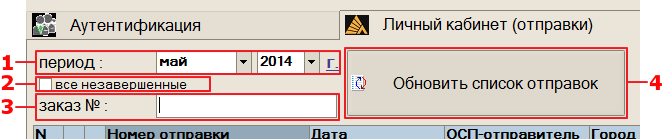 Аутентификация Личный кабинет (отправки)
1 период : май 2014 г.
2 все незавершенные
3 заказ № :
Обновить список отправок 4
N Номер отправки Дата ОСП-отправитель Город